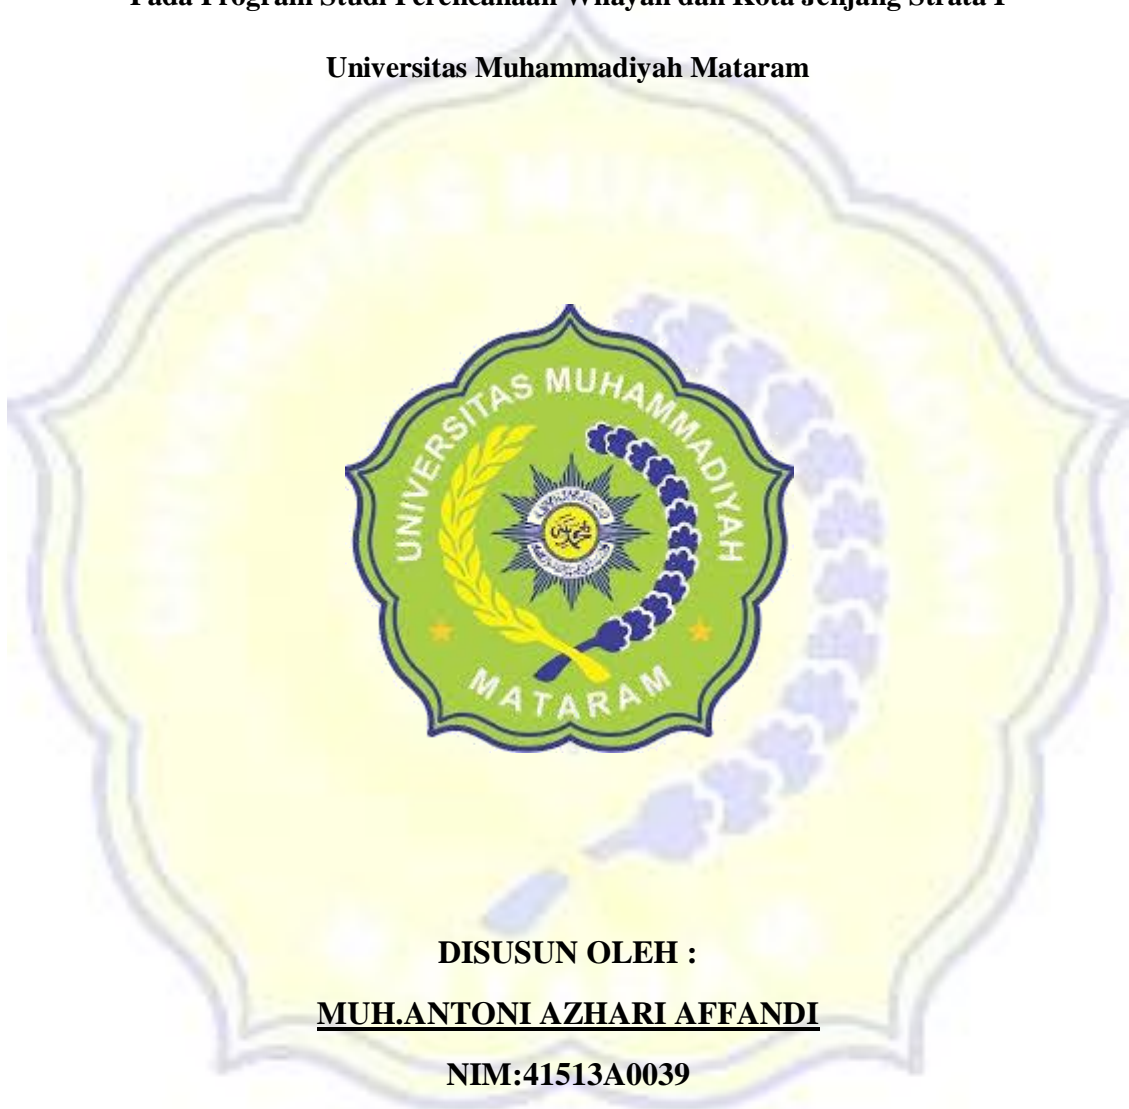 Pada Program Studi Perencanaan Wilayah dan Kota Jenjang Strata I
Universitas Muhammadiyah Mataram
UNIVERSITAS MUHAMMADIYAH
MATARAM
DISUSUN OLEH :
MUH.ANTONI AZHARI AFFANDI
NIM:41513A0039